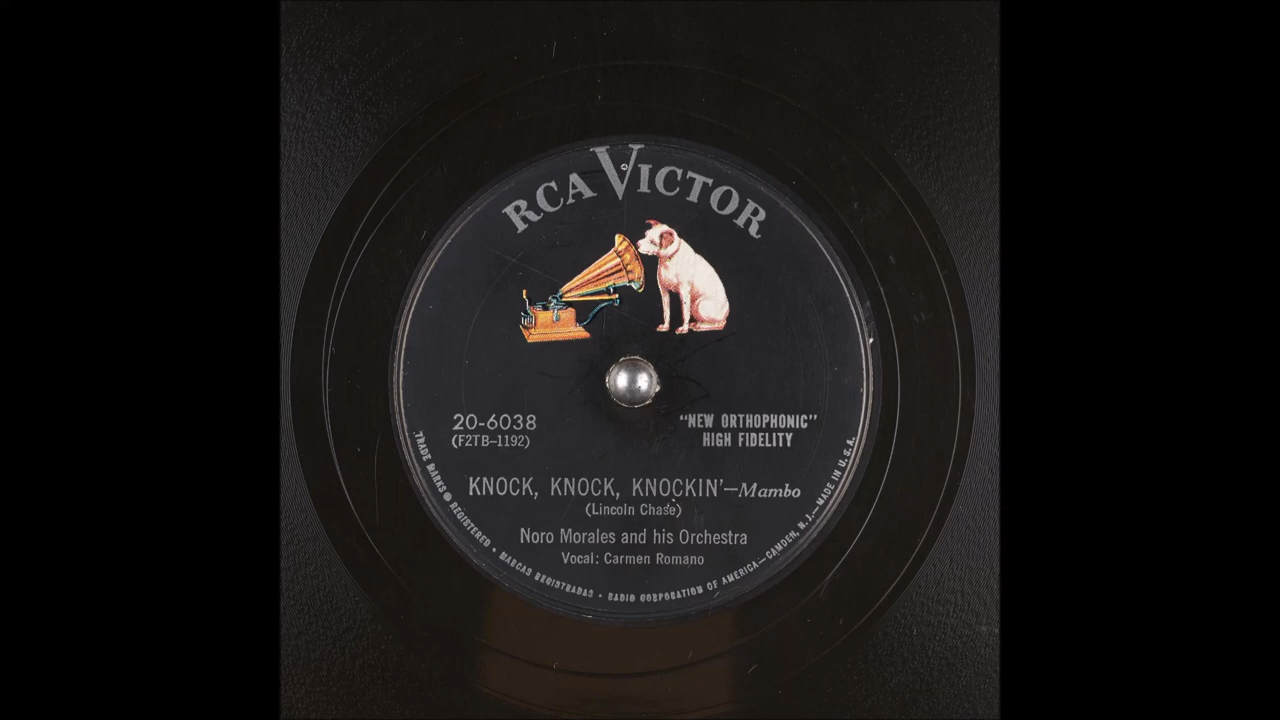 RCA VICTOR
20-6038
(F2TB-1192)
"NEW ORTHOPHONIC"
HIGH FIDELITY
KNOCK, KNOCK, KNOCKIN'—Mambo
(Lincoln Chase)
Noro Morales and his Orchestra
Vocal: Carmen Romano
TRADE MARKS ® REGISTERED • MARCAS REGISTRADAS • RADIO CORPORATION OF AMERICA—CAMDEN, N. J.—MADE IN U. S. A.